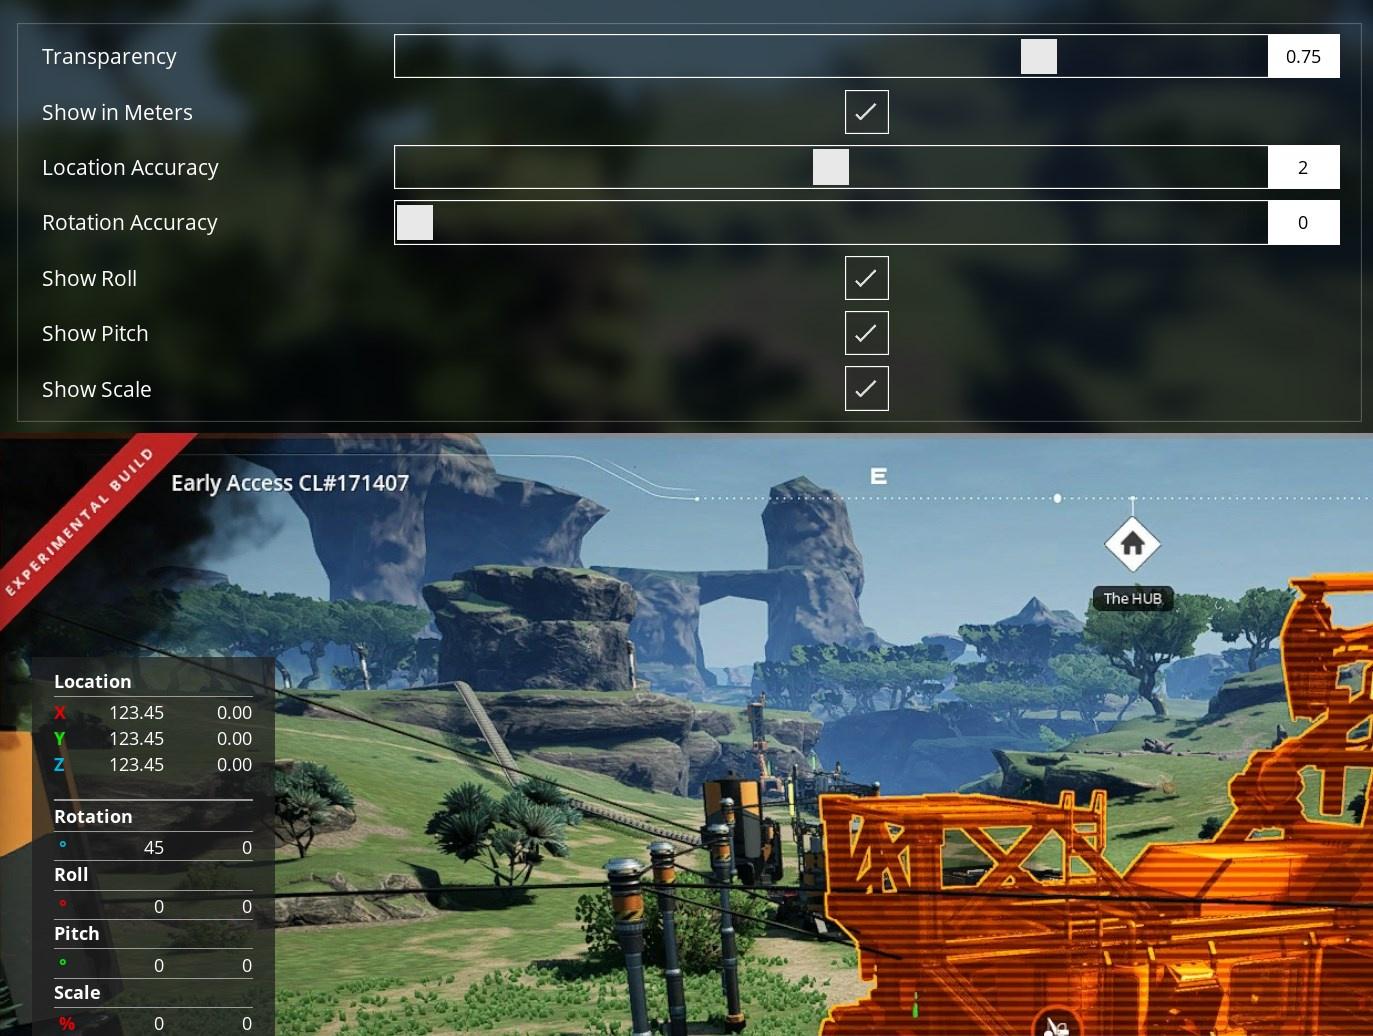 Transparency 0.75
Show in Meters
Location Accuracy 2
Rotation Accuracy 0
Show Roll
Show Pitch
Show Scale
EXPERIMENTAL BUILD
Early Access CL#171407
E
The HUB
Location
X 123.45 0.00
Y 123.45 0.00
Z 123.45 0.00
Rotation
° 45 0
Roll
° 0 0
Pitch
° 0 0
Scale
% 0 0